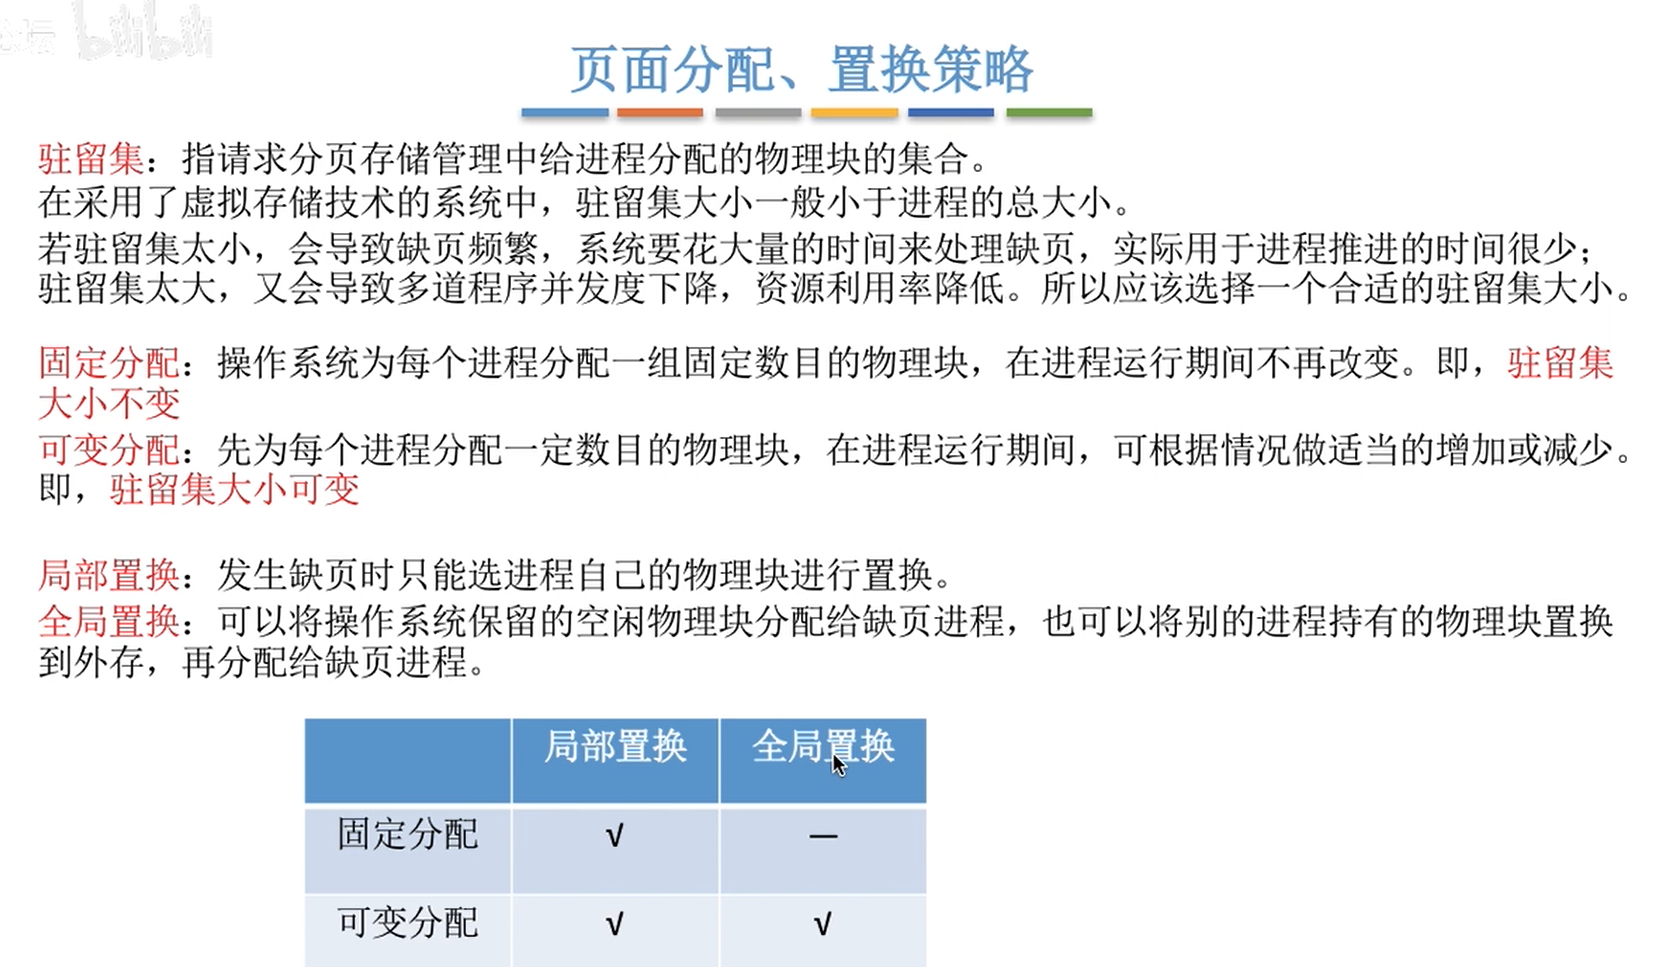 bilibili
页面分配、置换策略
驻留集：指请求分页存储管理中给进程分配的物理块的集合。
在采用了虚拟存储技术的系统中，驻留集大小一般小于进程的总大小。
若驻留集太小，会导致缺页频繁，系统要花大量的时间来处理缺页，实际用于进程推进的时间很少；
驻留集太大，又会导致多道程序并发度下降，资源利用率降低。所以应该选择一个合适的驻留集大小。
固定分配：操作系统为每个进程分配一组固定数目的物理块，在进程运行期间不再改变。即，驻留集
大小不变
可变分配：先为每个进程分配一定数目的物理块，在进程运行期间，可根据情况做适当的增加或减少。
即，驻留集大小可变
局部置换：发生缺页时只能选进程自己的物理块进行置换。
全局置换：可以将操作系统保留的空闲物理块分配给缺页进程，也可以将别的进程持有的物理块置换
到外存，再分配给缺页进程。
局部置换 全局置换
固定分配 √ —
可变分配 √ √